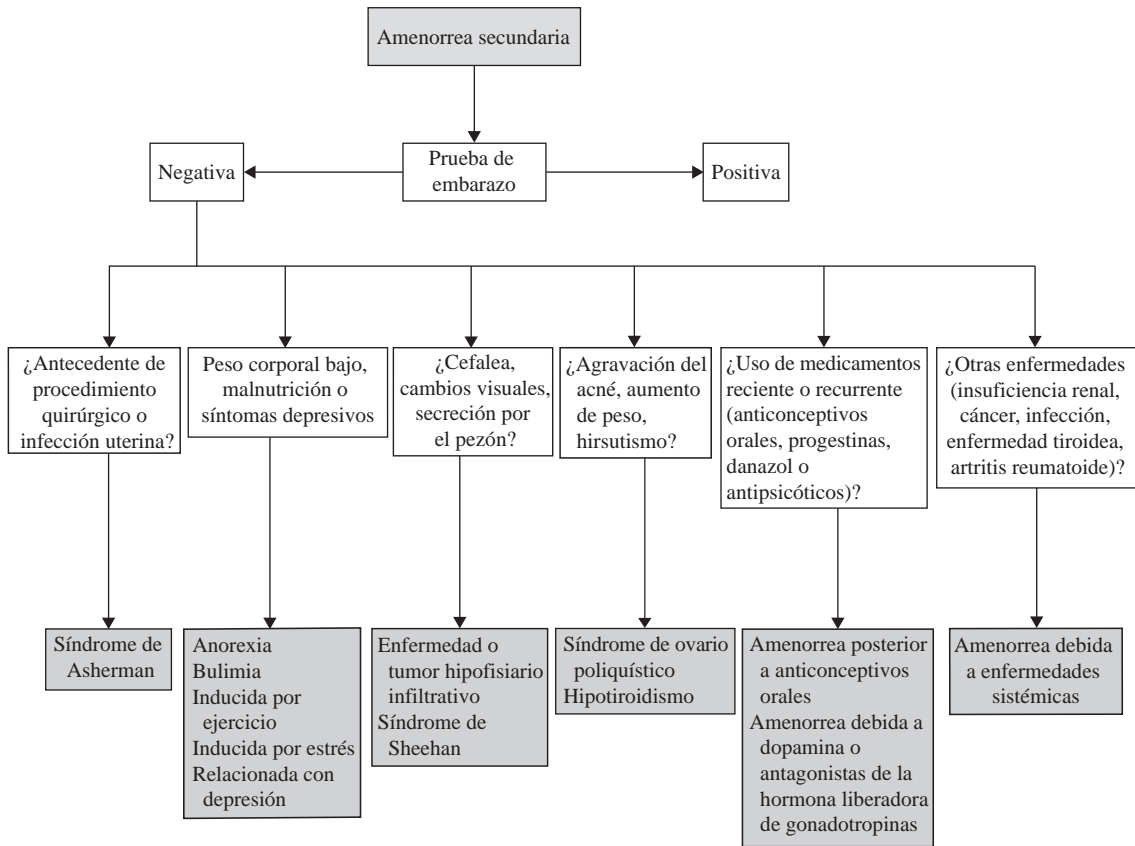 Amenorrea secundaria
Negativa
Prueba de
embarazo
Positiva
¿Antecedente de
procedimiento
quirúrgico o
infección uterina?
Peso corporal bajo,
malnutrición o
síntomas depresivos
¿Cefalea,
cambios visuales,
secreción por
el pezón?
¿Agravación del
acné, aumento
de peso,
hirsutismo?
¿Uso de medicamentos
reciente o recurrente
(anticonceptivos
orales, progestinas,
danazol o
antipsicóticos)?
¿Otras enfermedades
(insuficiencia renal,
cáncer, infección,
enfermedad tiroidea,
artritis reumatoide)?
Síndrome de
Asherman
Anorexia
Bulimia
Inducida por
ejercicio
Inducida por estrés
Relacionada con
depresión
Enfermedad o
tumor hipofisiario
infiltrativo
Síndrome de
Sheehan
Síndrome de ovario
poliquístico
Hipotiroidismo
Amenorrea posterior
a anticonceptivos
orales
Amenorrea debida a
dopamina o
antagonistas de la
hormona liberadora
de gonadotropinas
Amenorrea debida
a enfermedades
sistémicas